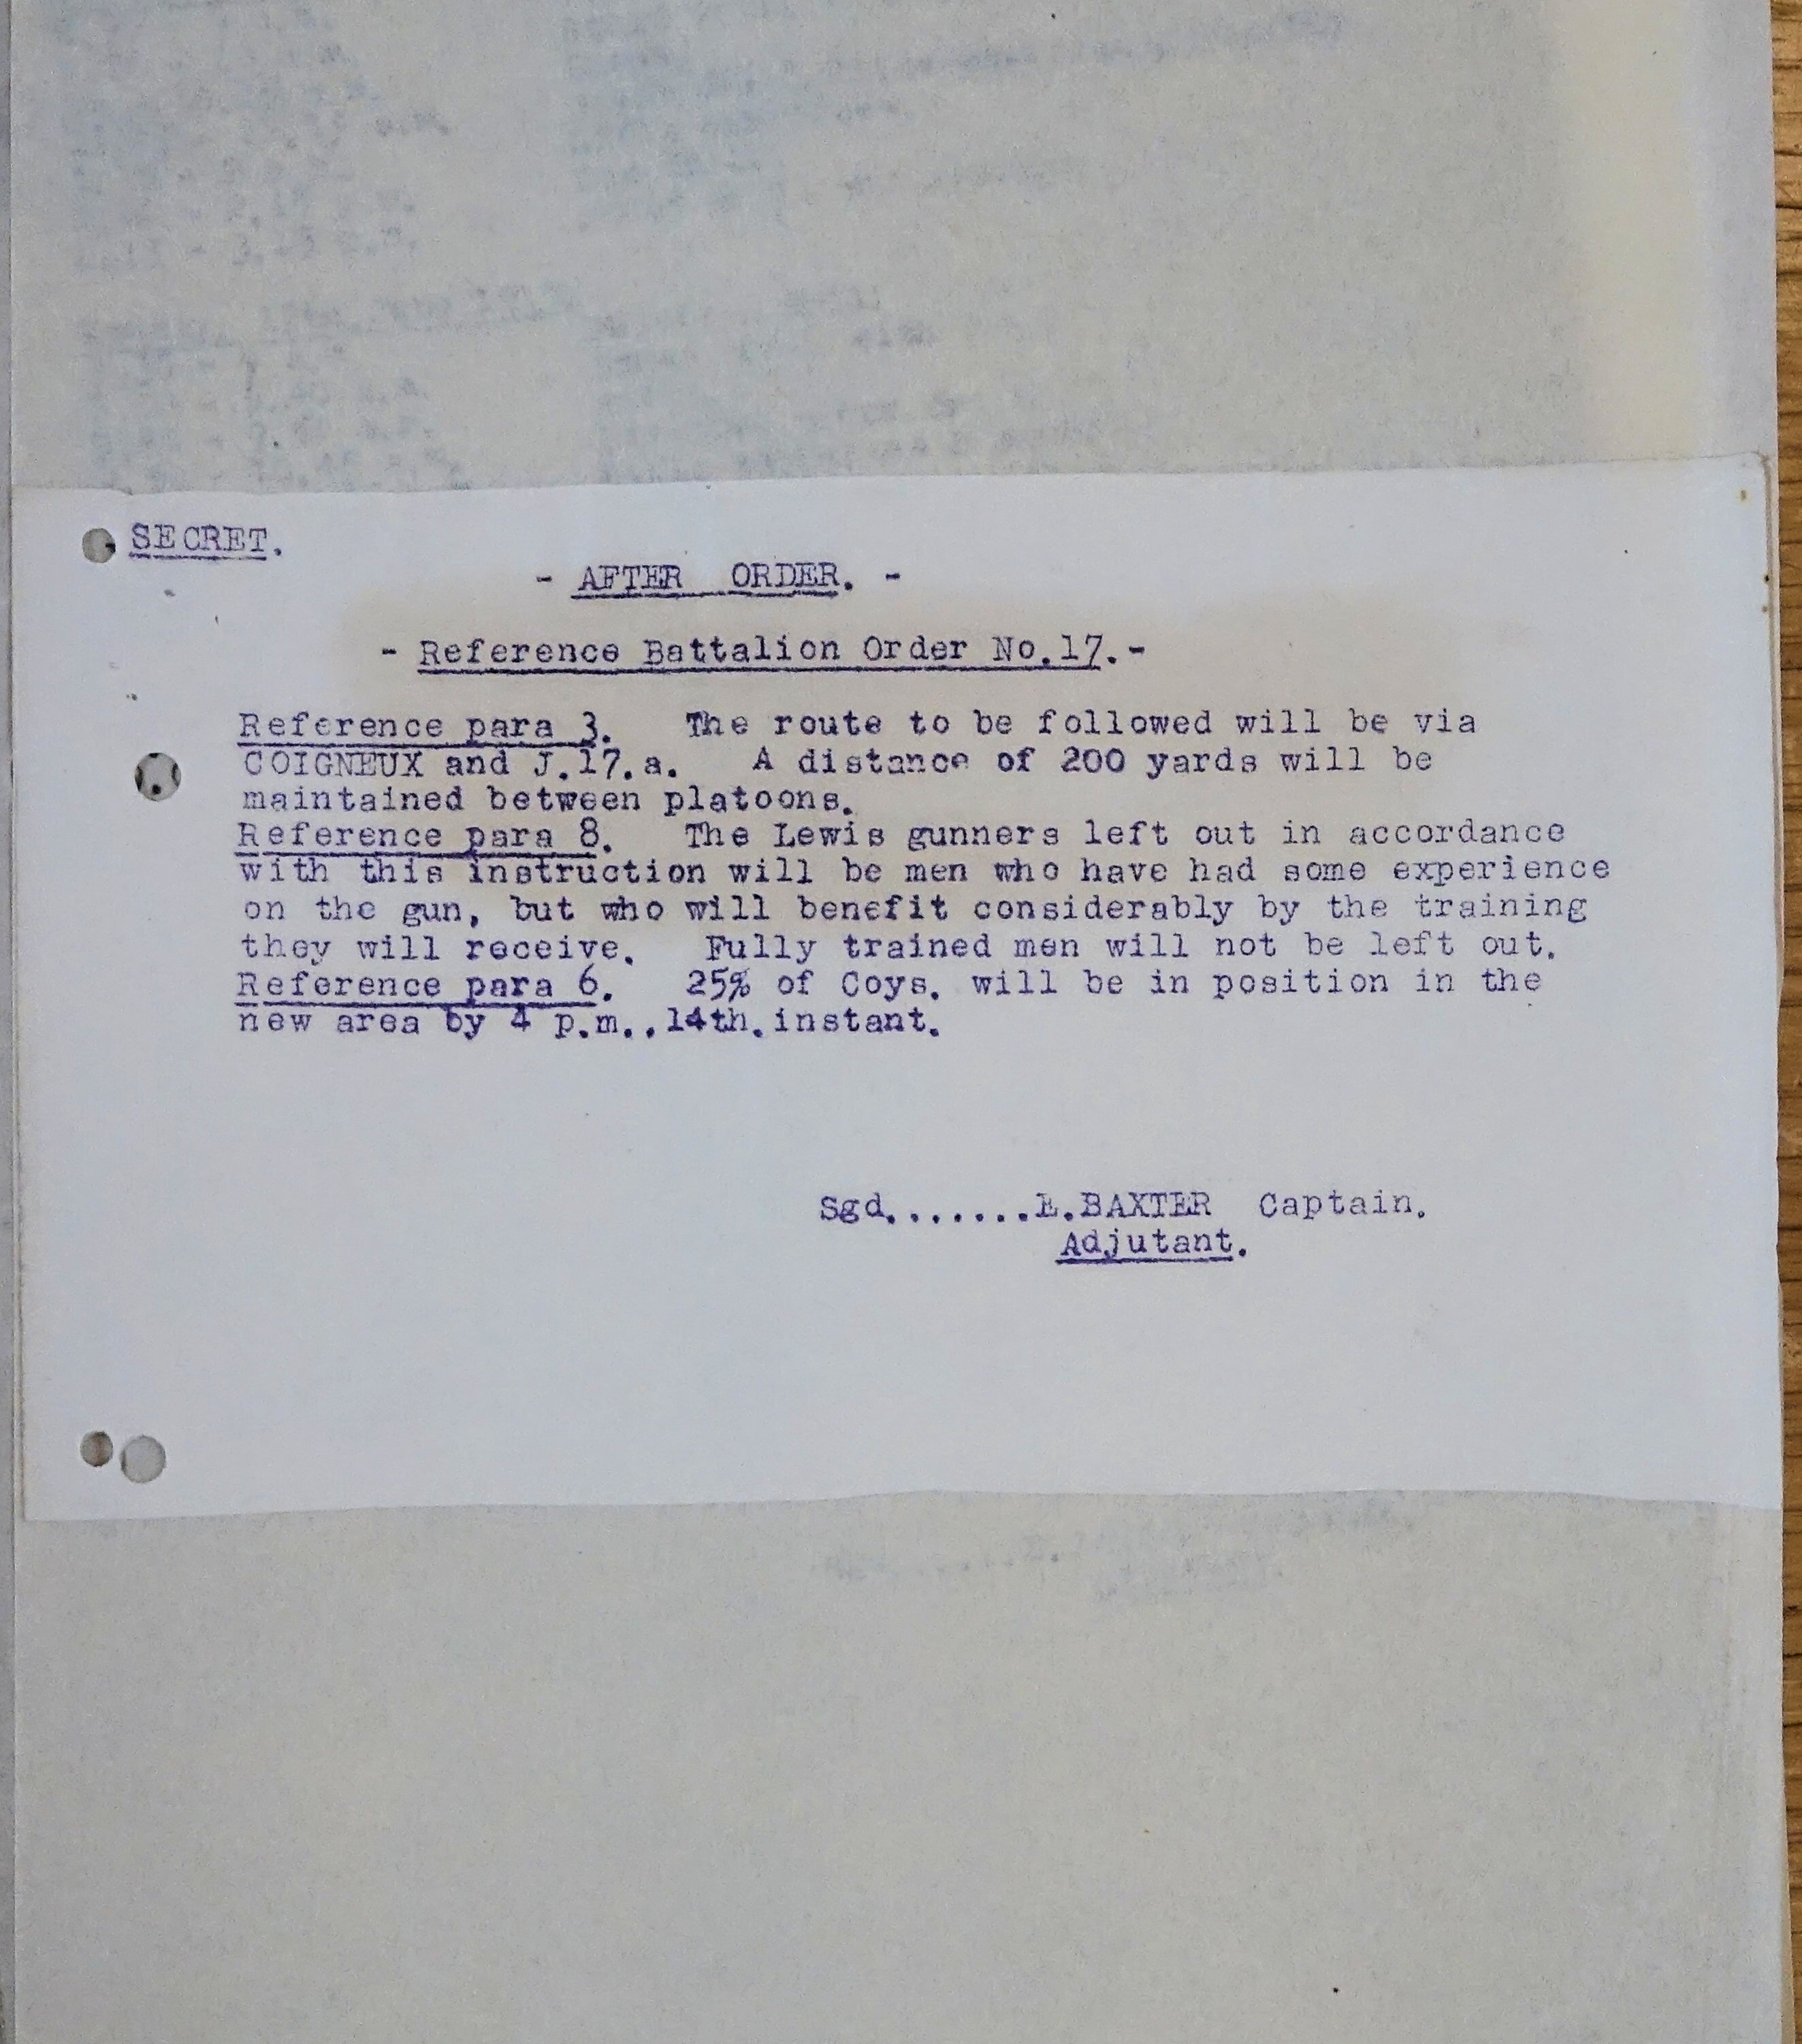 SECRET.
- AFTER ORDER. -
- Reference Battalion Order No.17.-
Reference para 3. The route to be followed will be via
COIGNEUX and J.17.a. A distance of 200 yards will be
maintained between platoons.
Reference para 8. The Lewis gunners left out in accordance
with this instruction will be men who have had some experience
on the gun, but who will benefit considerably by the training
they will receive. Fully trained men will not be left out.
Reference para 6. 25% of Coys. will be in position in the
new area by 4 p.m..14th.instant.
Sgd.......E.BAXTER Captain.
Adjutant.